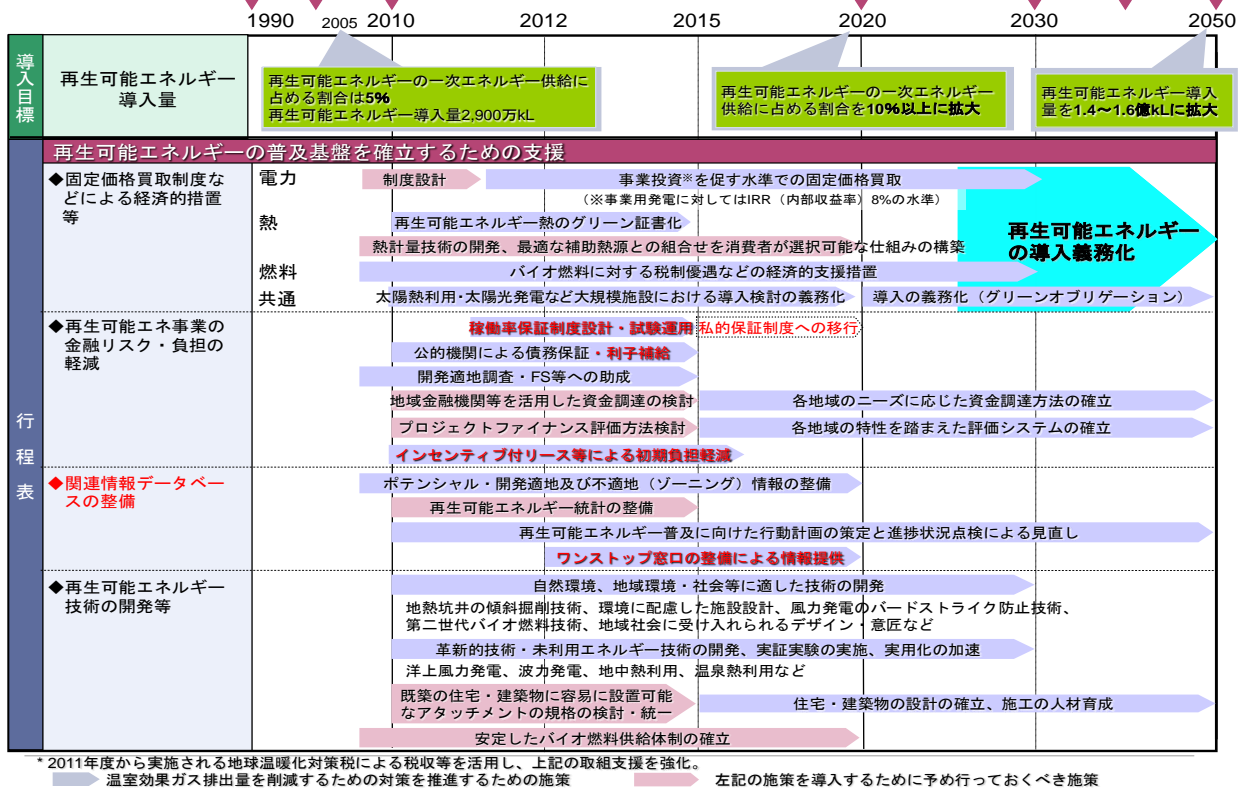 1990 2005 2010 2012 2015 2020 2030 2050
導入目標
再生可能エネルギー
導入量
再生可能エネルギーの一次エネルギー供給に
占める割合は5%
再生可能エネルギー導入量2,900万kL
再生可能エネルギーの一次エネルギー
供給に占める割合を10%以上に拡大
再生可能エネルギー導入
量を1.4～1.6億kLに拡大
行程表
再生可能エネルギーの普及基盤を確立するための支援
◆固定価格買取制度な
どによる経済的措置
等
電力
制度設計
事業投資※を促す水準での固定価格買取
（※事業用発電に対してはIRR（内部収益率）8%の水準）
熱
再生可能エネルギー熱のグリーン証書化
熱計量技術の開発、最適な補助熱源との組合せを消費者が選択可能な仕組みの構築
燃料
バイオ燃料に対する税制優遇などの経済的支援措置
共通
太陽熱利用･太陽光発電など大規模施設における導入検討の義務化
導入の義務化（グリーンオブリゲーション）
再生可能エネルギー
の導入義務化
◆再生可能エネ事業の
金融リスク・負担の
軽減
稼働率保証制度設計・試験運用
私的保証制度への移行
公的機関による債務保証・利子補給
開発適地調査・FS等への助成
地域金融機関等を活用した資金調達の検討
各地域のニーズに応じた資金調達方法の確立
プロジェクトファイナンス評価方法検討
各地域の特性を踏まえた評価システムの確立
インセンティブ付リース等による初期負担軽減
◆関連情報データベー
スの整備
ポテンシャル・開発適地及び不適地（ゾーニング）情報の整備
再生可能エネルギー統計の整備
再生可能エネルギー普及に向けた行動計画の策定と進捗状況点検による見直し
ワンストップ窓口の整備による情報提供
◆再生可能エネルギー
技術の開発等
自然環境、地域環境・社会等に適した技術の開発
地熱坑井の傾斜掘削技術、環境に配慮した施設設計、風力発電のバードストライク防止技術、
第二世代バイオ燃料技術、地域社会に受け入れられるデザイン・意匠など
革新的技術・未利用エネルギー技術の開発、実証実験の実施、実用化の加速
洋上風力発電、波力発電、地中熱利用、温泉熱利用など
既築の住宅・建築物に容易に設置可能
なアタッチメントの規格の検討・統一
住宅・建築物の設計の確立、施工の人材育成
安定したバイオ燃料供給体制の確立
* 2011年度から実施される地球温暖化対策税による税収等を活用し、上記の取組支援を強化。
温室効果ガス排出量を削減するための対策を推進するための施策
左記の施策を導入するために予め行っておくべき施策